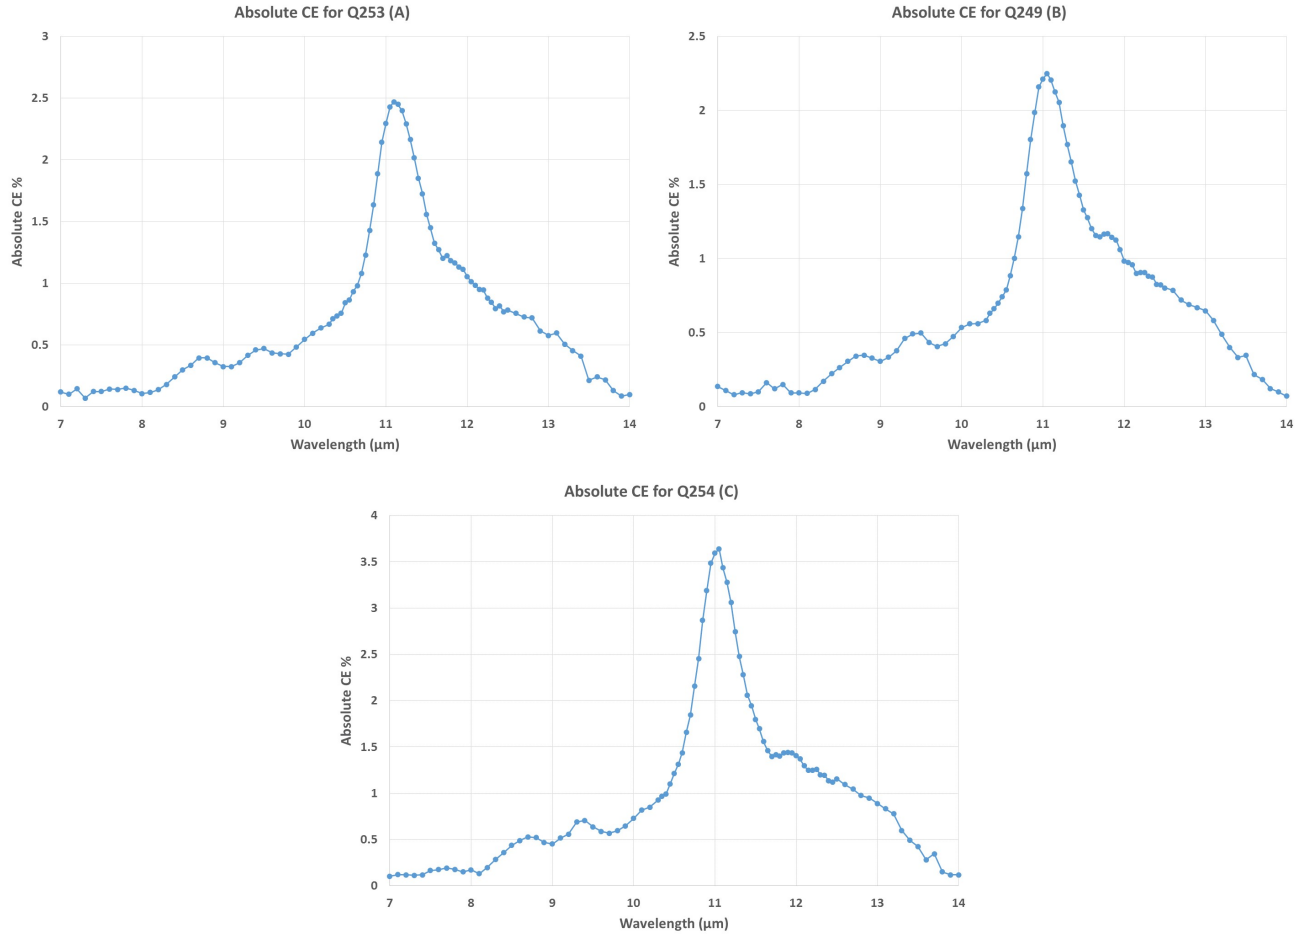 Absolute CE for Q253 (A)
3
2.5
2
1.5
1
0.5
0
Absolute CE %
7 8 9 10 11 12 13 14
Wavelength (µm)
Absolute CE for Q249 (B)
2.5
2
1.5
1
0.5
0
Absolute CE %
7 8 9 10 11 12 13 14
Wavelength (µm)
Absolute CE for Q254 (C)
4
3.5
3
2.5
2
1.5
1
0.5
0
Absolute CE %
7 8 9 10 11 12 13 14
Wavelength (µm)